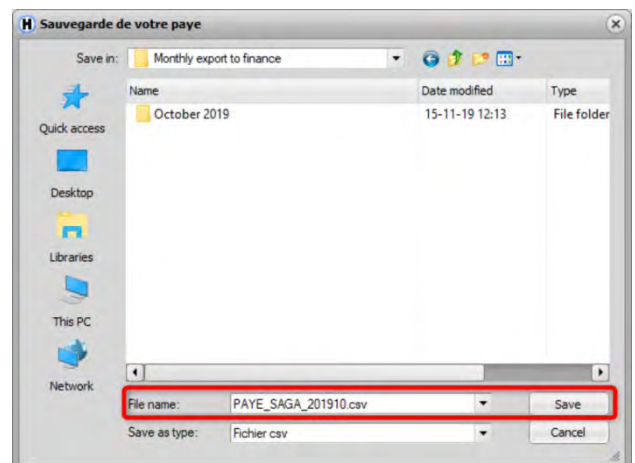 H Sauvegarde de votre paye
Save in: Monthly export to finance
Name Date modified Type
October 2019 15-11-19 12:13 File folder
Quick access
Desktop
Libraries
This PC
Network
File name: PAYE_SAGA_201910.csv Save
Save as type: Fichier csv Cancel